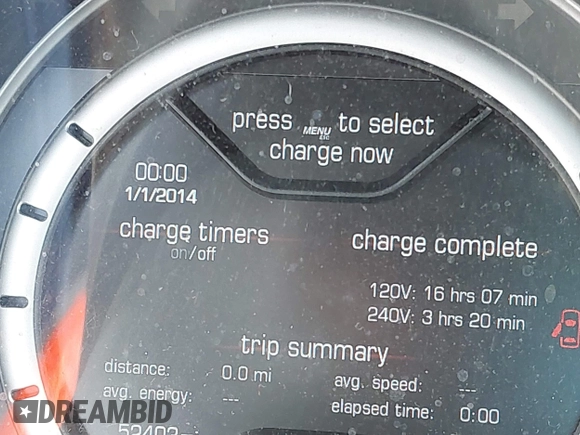 press MENU ESC to select
charge now
00:00
1/1/2014
charge timers
on/off
charge complete
120V: 16 hrs 07 min
240V: 3 hrs 20 min
trip summary
distance: 0.0 mi
avg. speed: ---
avg. energy: ---
elapsed time: 0:00
DREAMBID